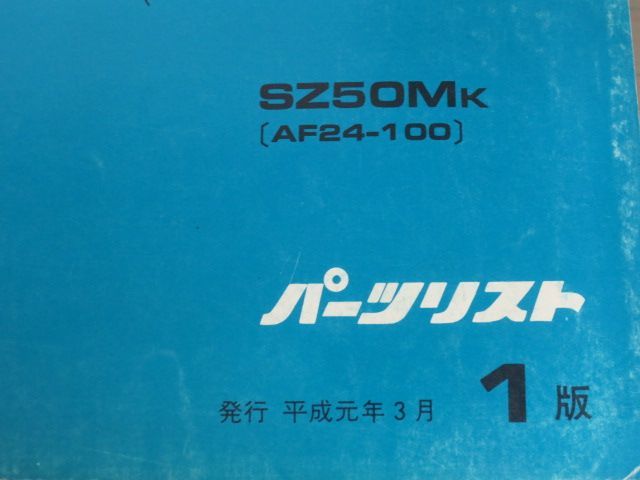 SZ50MK
〔AF24-100〕
パーツリスト
発行 平成元年3月 1版